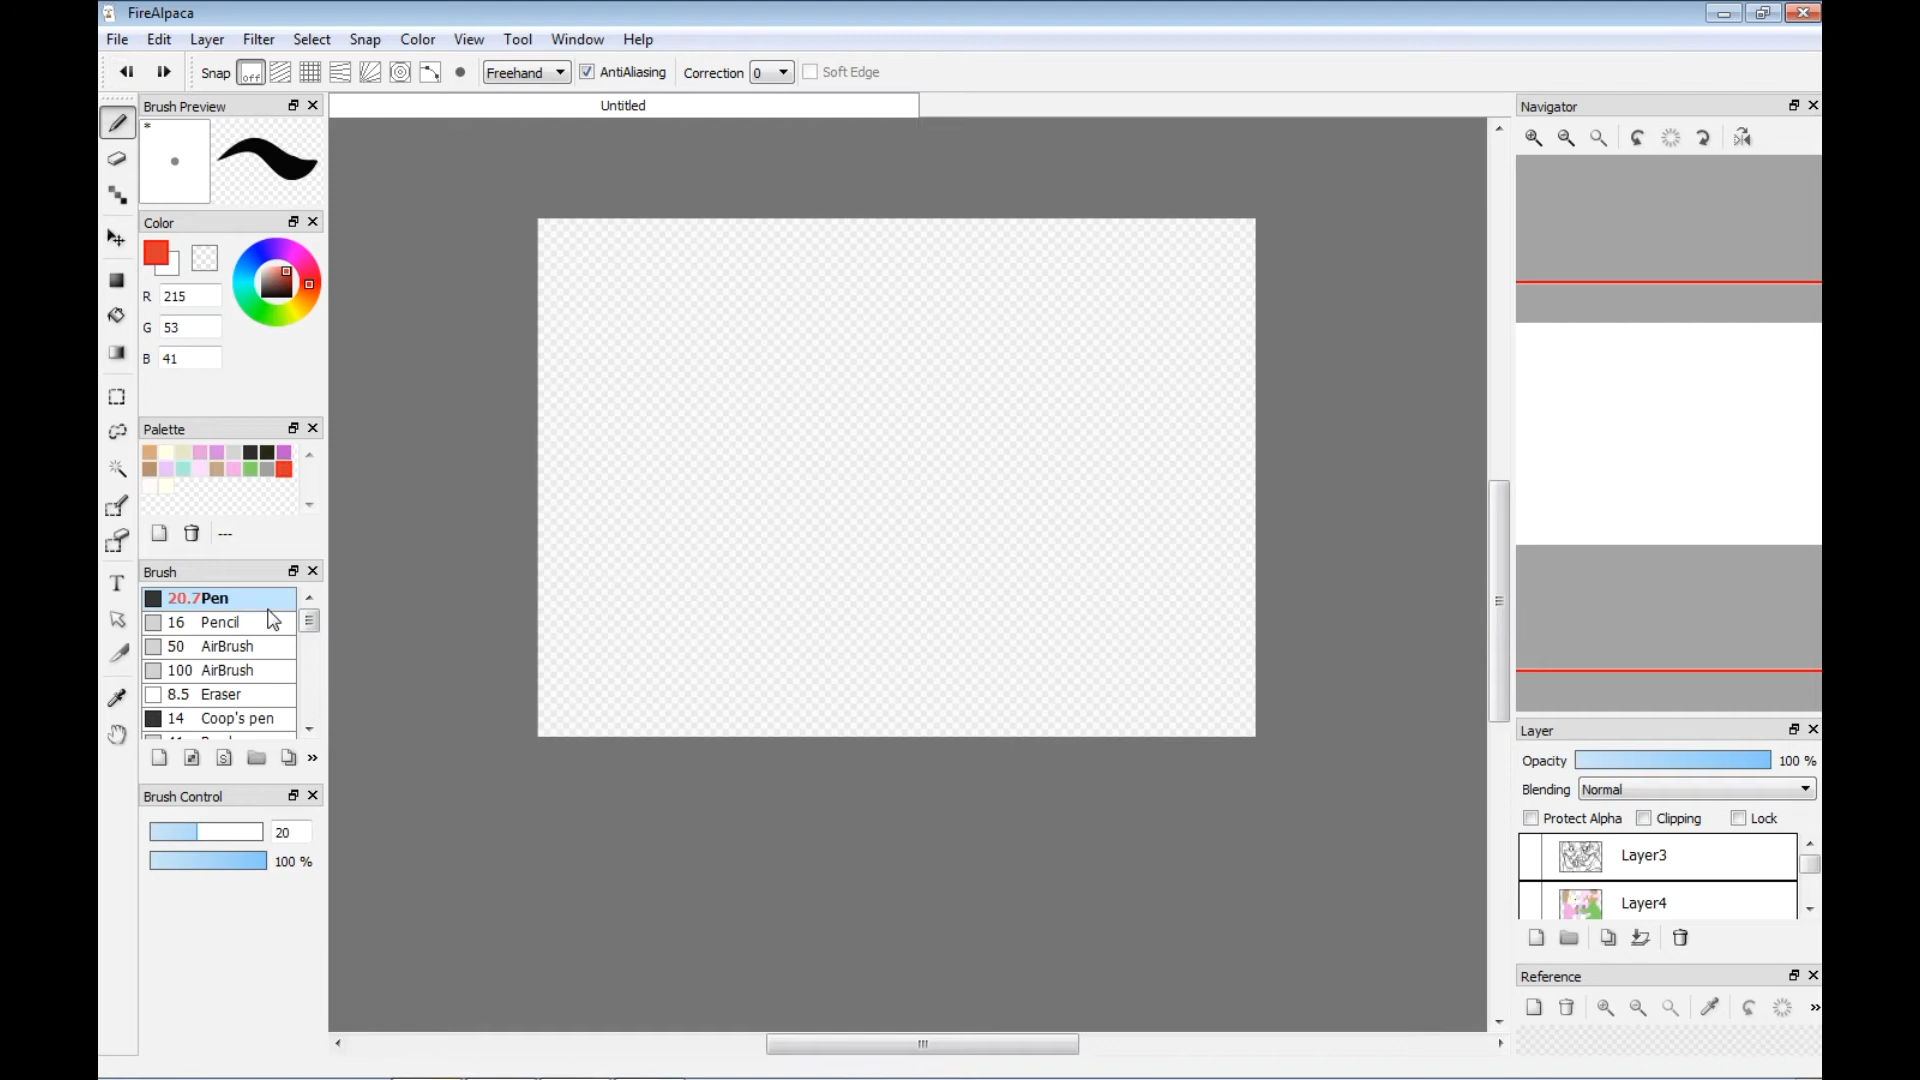 FireAlpaca
File Edit Layer Filter Select Snap Color View Tool Window Help
Snap off Freehand AntiAliasing Correction 0 Soft Edge
Brush Preview
*
Untitled
Navigator
Color
R 215
G 53
B 41
Palette
---
Brush
20.7 Pen
16 Pencil
50 AirBrush
100 AirBrush
8.5 Eraser
14 Coop's pen
S
»
Brush Control
20
100 %
T
Layer
Opacity 100 %
Blending Normal
Protect Alpha Clipping Lock
Layer3
Layer4
Reference
»